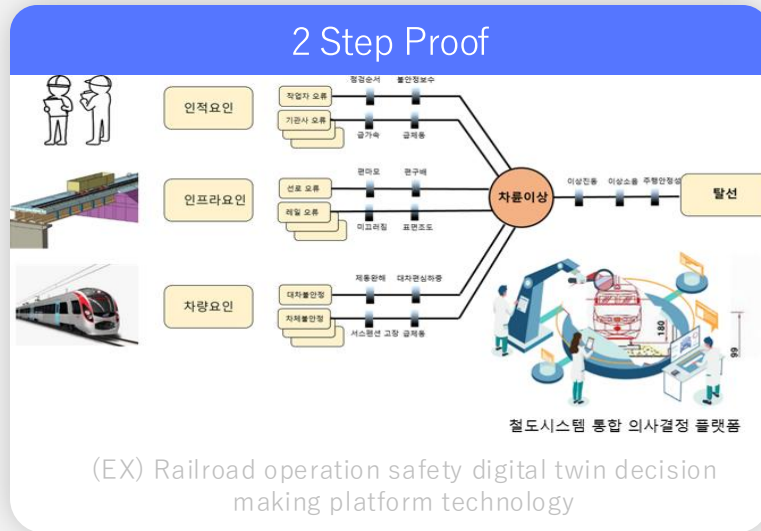 2 Step Proof
점검순서 불안정보수
인적요인
작업자 오류
기관사 오류
급가속 급제동
편마모 편구배
인프라요인
선로 오류
레일 오류
미끄러짐 표면조도
차륜이상
이상진동 이상소음 주행안정성
탈선
제동완해 대차편심하중
차량요인
대차불안정
차체불안정
서스펜션 고장 급제동
180
99
철도시스템 통합 의사결정 플랫폼
(EX) Railroad operation safety digital twin decision
making platform technology